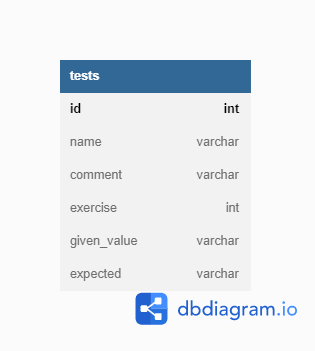 tests
id int
name varchar
comment varchar
exercise int
given_value varchar
expected varchar
dbdiagram.io